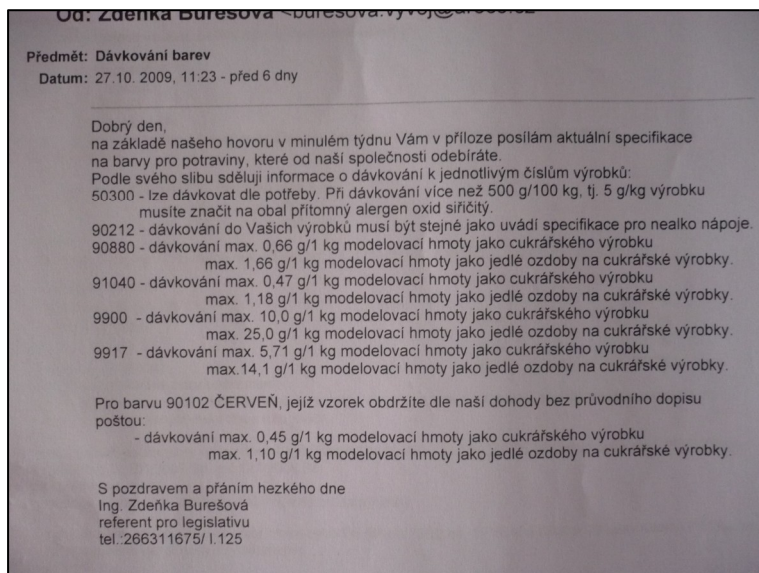 Od: Zdeňka Burešová
Předmět: Dávkování barev
Datum: 27.10. 2009, 11:23 - před 6 dny
Dobrý den,
na základě našeho hovoru v minulém týdnu Vám v příloze posílám aktuální specifikace
na barvy pro potraviny, které od naší společnosti odebíráte.
Podle svého slibu sděluji informace o dávkování k jednotlivým číslům výrobků:
50300 - lze dávkovat dle potřeby. Při dávkování více než 500 g/100 kg, tj. 5 g/kg výrobku
musíte značit na obal přítomný alergen oxid siřičitý.
90212 - dávkování do Vašich výrobků musí být stejné jako uvádí specifikace pro nealko nápoje.
90880 - dávkování max. 0,66 g/1 kg modelovací hmoty jako cukrářského výrobku
max. 1,66 g/1 kg modelovací hmoty jako jedlé ozdoby na cukrářské výrobky.
91040 - dávkování max. 0,47 g/1 kg modelovací hmoty jako cukrářského výrobku
max. 1,18 g/1 kg modelovací hmoty jako jedlé ozdoby na cukrářské výrobky.
9900 - dávkování max. 10,0 g/1 kg modelovací hmoty jako cukrářského výrobku
max. 25,0 g/1 kg modelovací hmoty jako jedlé ozdoby na cukrářské výrobky.
9917 - dávkování max. 5,71 g/1 kg modelovací hmoty jako cukrářského výrobku
max.14,1 g/1 kg modelovací hmoty jako jedlé ozdoby na cukrářské výrobky.
Pro barvu 90102 ČERVEŇ, jejíž vzorek obdržíte dle naší dohody bez průvodního dopisu
poštou:
- dávkování max. 0,45 g/1 kg modelovací hmoty jako cukrářského výrobku
max. 1,10 g/1 kg modelovací hmoty jako jedlé ozdoby na cukrářské výrobky.
S pozdravem a přáním hezkého dne
Ing. Zdeňka Burešová
referent pro legislativu
tel.:266311675/ l.125